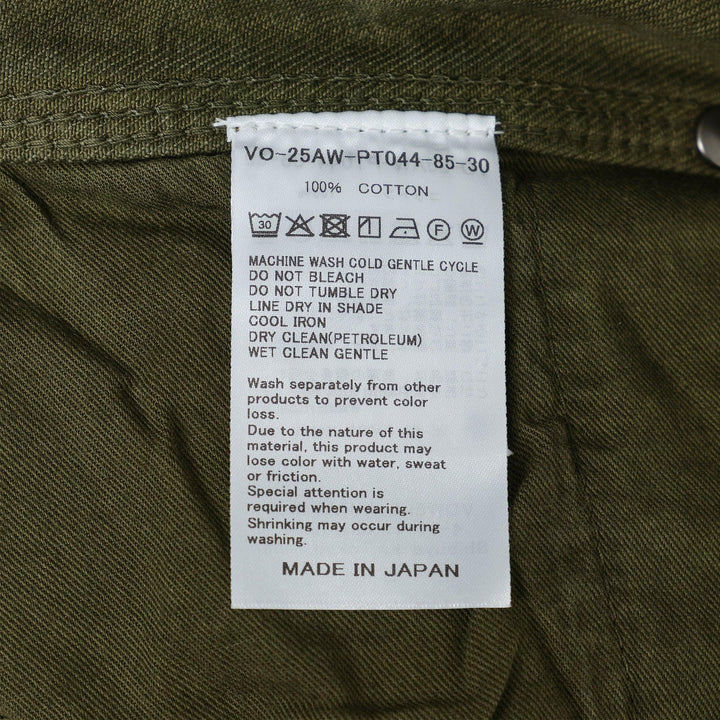 VO-25AW-PT044-85-30
100% COTTON
30 F W
MACHINE WASH COLD GENTLE CYCLE
DO NOT BLEACH
DO NOT TUMBLE DRY
LINE DRY IN SHADE
COOL IRON
DRY CLEAN(PETROLEUM)
WET CLEAN GENTLE
Wash separately from other
products to prevent color
loss.
Due to the nature of this
material, this product may
lose color with water, sweat
or friction.
Special attention is
required when wearing.
Shrinking may occur during
washing.
MADE IN JAPAN